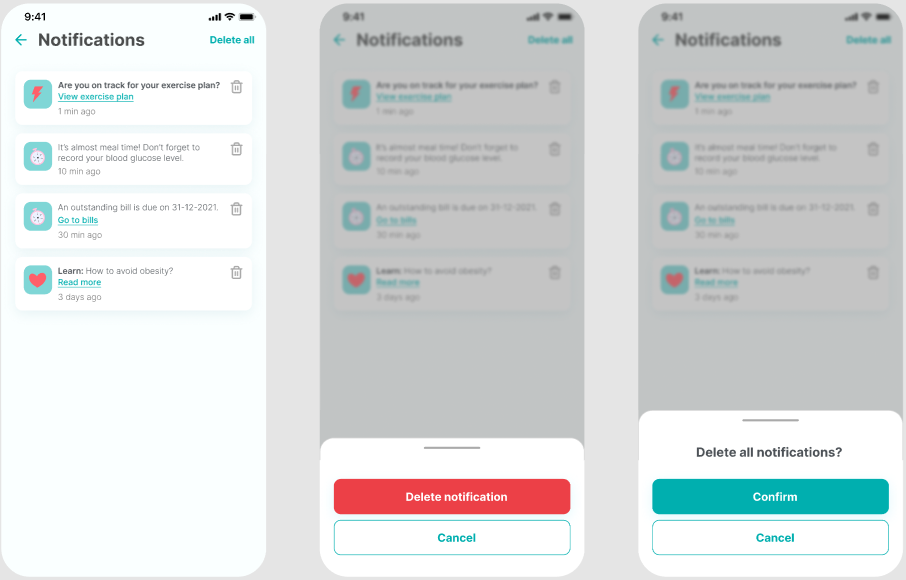 9:41
Notifications
Delete all
Are you on track for your exercise plan?
View exercise plan
1 min ago
It's almost meal time! Don't forget to
record your blood glucose level.
10 min ago
An outstanding bill is due on 31-12-2021.
Go to bills
30 min ago
Learn: How to avoid obesity?
Read more
3 days ago
9:41
Notifications
Delete all
Are you on track for your exercise plan?
View exercise plan
1 min ago
It's almost meal time! Don't forget to
record your blood glucose level.
10 min ago
An outstanding bill is due on 31-12-2021.
Go to bills
30 min ago
Learn: How to avoid obesity?
Read more
3 days ago
Delete notification
Cancel
9:41
Notifications
Delete all
Are you on track for your exercise plan?
View exercise plan
1 min ago
It's almost meal time! Don't forget to
record your blood glucose level.
10 min ago
An outstanding bill is due on 31-12-2021.
Go to bills
30 min ago
Learn: How to avoid obesity?
Read more
3 days ago
Delete all notifications?
Confirm
Cancel